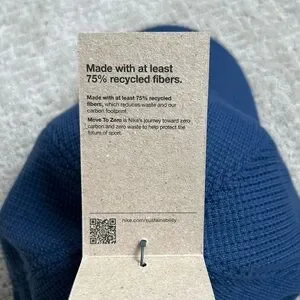 Made with at least
75% recycled fibers.
Made with at least 75% recycled
fibers, which reduces waste and our
carbon footprint.
Move To Zero is Nike's journey toward zero
carbon and zero waste to help protect the
future of sport.
nike.com/sustainability